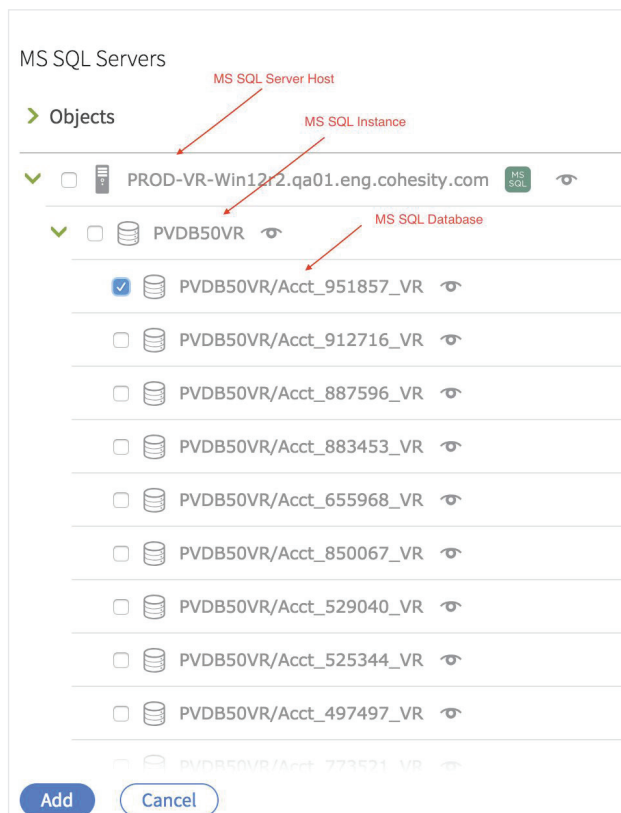 MS SQL Servers
MS SQL Server Host
Objects
MS SQL Instance
PROD-VR-Win12r2.qa01.eng.cohesity.com MS SQL
PVDB50VR
MS SQL Database
PVDB50VR/Acct_951857_VR
PVDB50VR/Acct_912716_VR
PVDB50VR/Acct_887596_VR
PVDB50VR/Acct_883453_VR
PVDB50VR/Acct_655968_VR
PVDB50VR/Acct_850067_VR
PVDB50VR/Acct_529040_VR
PVDB50VR/Acct_525344_VR
PVDB50VR/Acct_497497_VR
PVDB50VR/Acct_773521_VR
Add Cancel